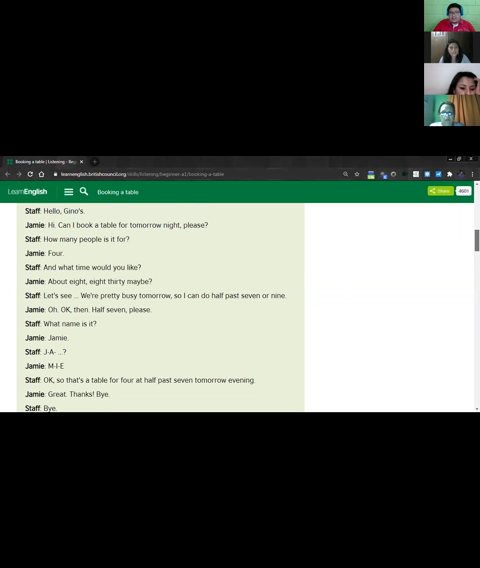 Booking a table | Listening - Beg
learnenglish.britishcouncil.org/skills/listening/beginner-a1/booking-a-table
LearnEnglish
Booking a table
Share
4601
Staff: Hello, Gino's.
Jamie: Hi. Can I book a table for tomorrow night, please?
Staff: How many people is it for?
Jamie: Four.
Staff: And what time would you like?
Jamie: About eight, eight thirty maybe?
Staff: Let's see ... We're pretty busy tomorrow, so I can do half past seven or nine.
Jamie: Oh. OK, then. Half seven, please.
Staff: What name is it?
Jamie: Jamie.
Staff: J-A- ...?
Jamie: M-I-E
Staff: OK, so that's a table for four at half past seven tomorrow evening.
Jamie: Great. Thanks! Bye.
Staff: Bye.